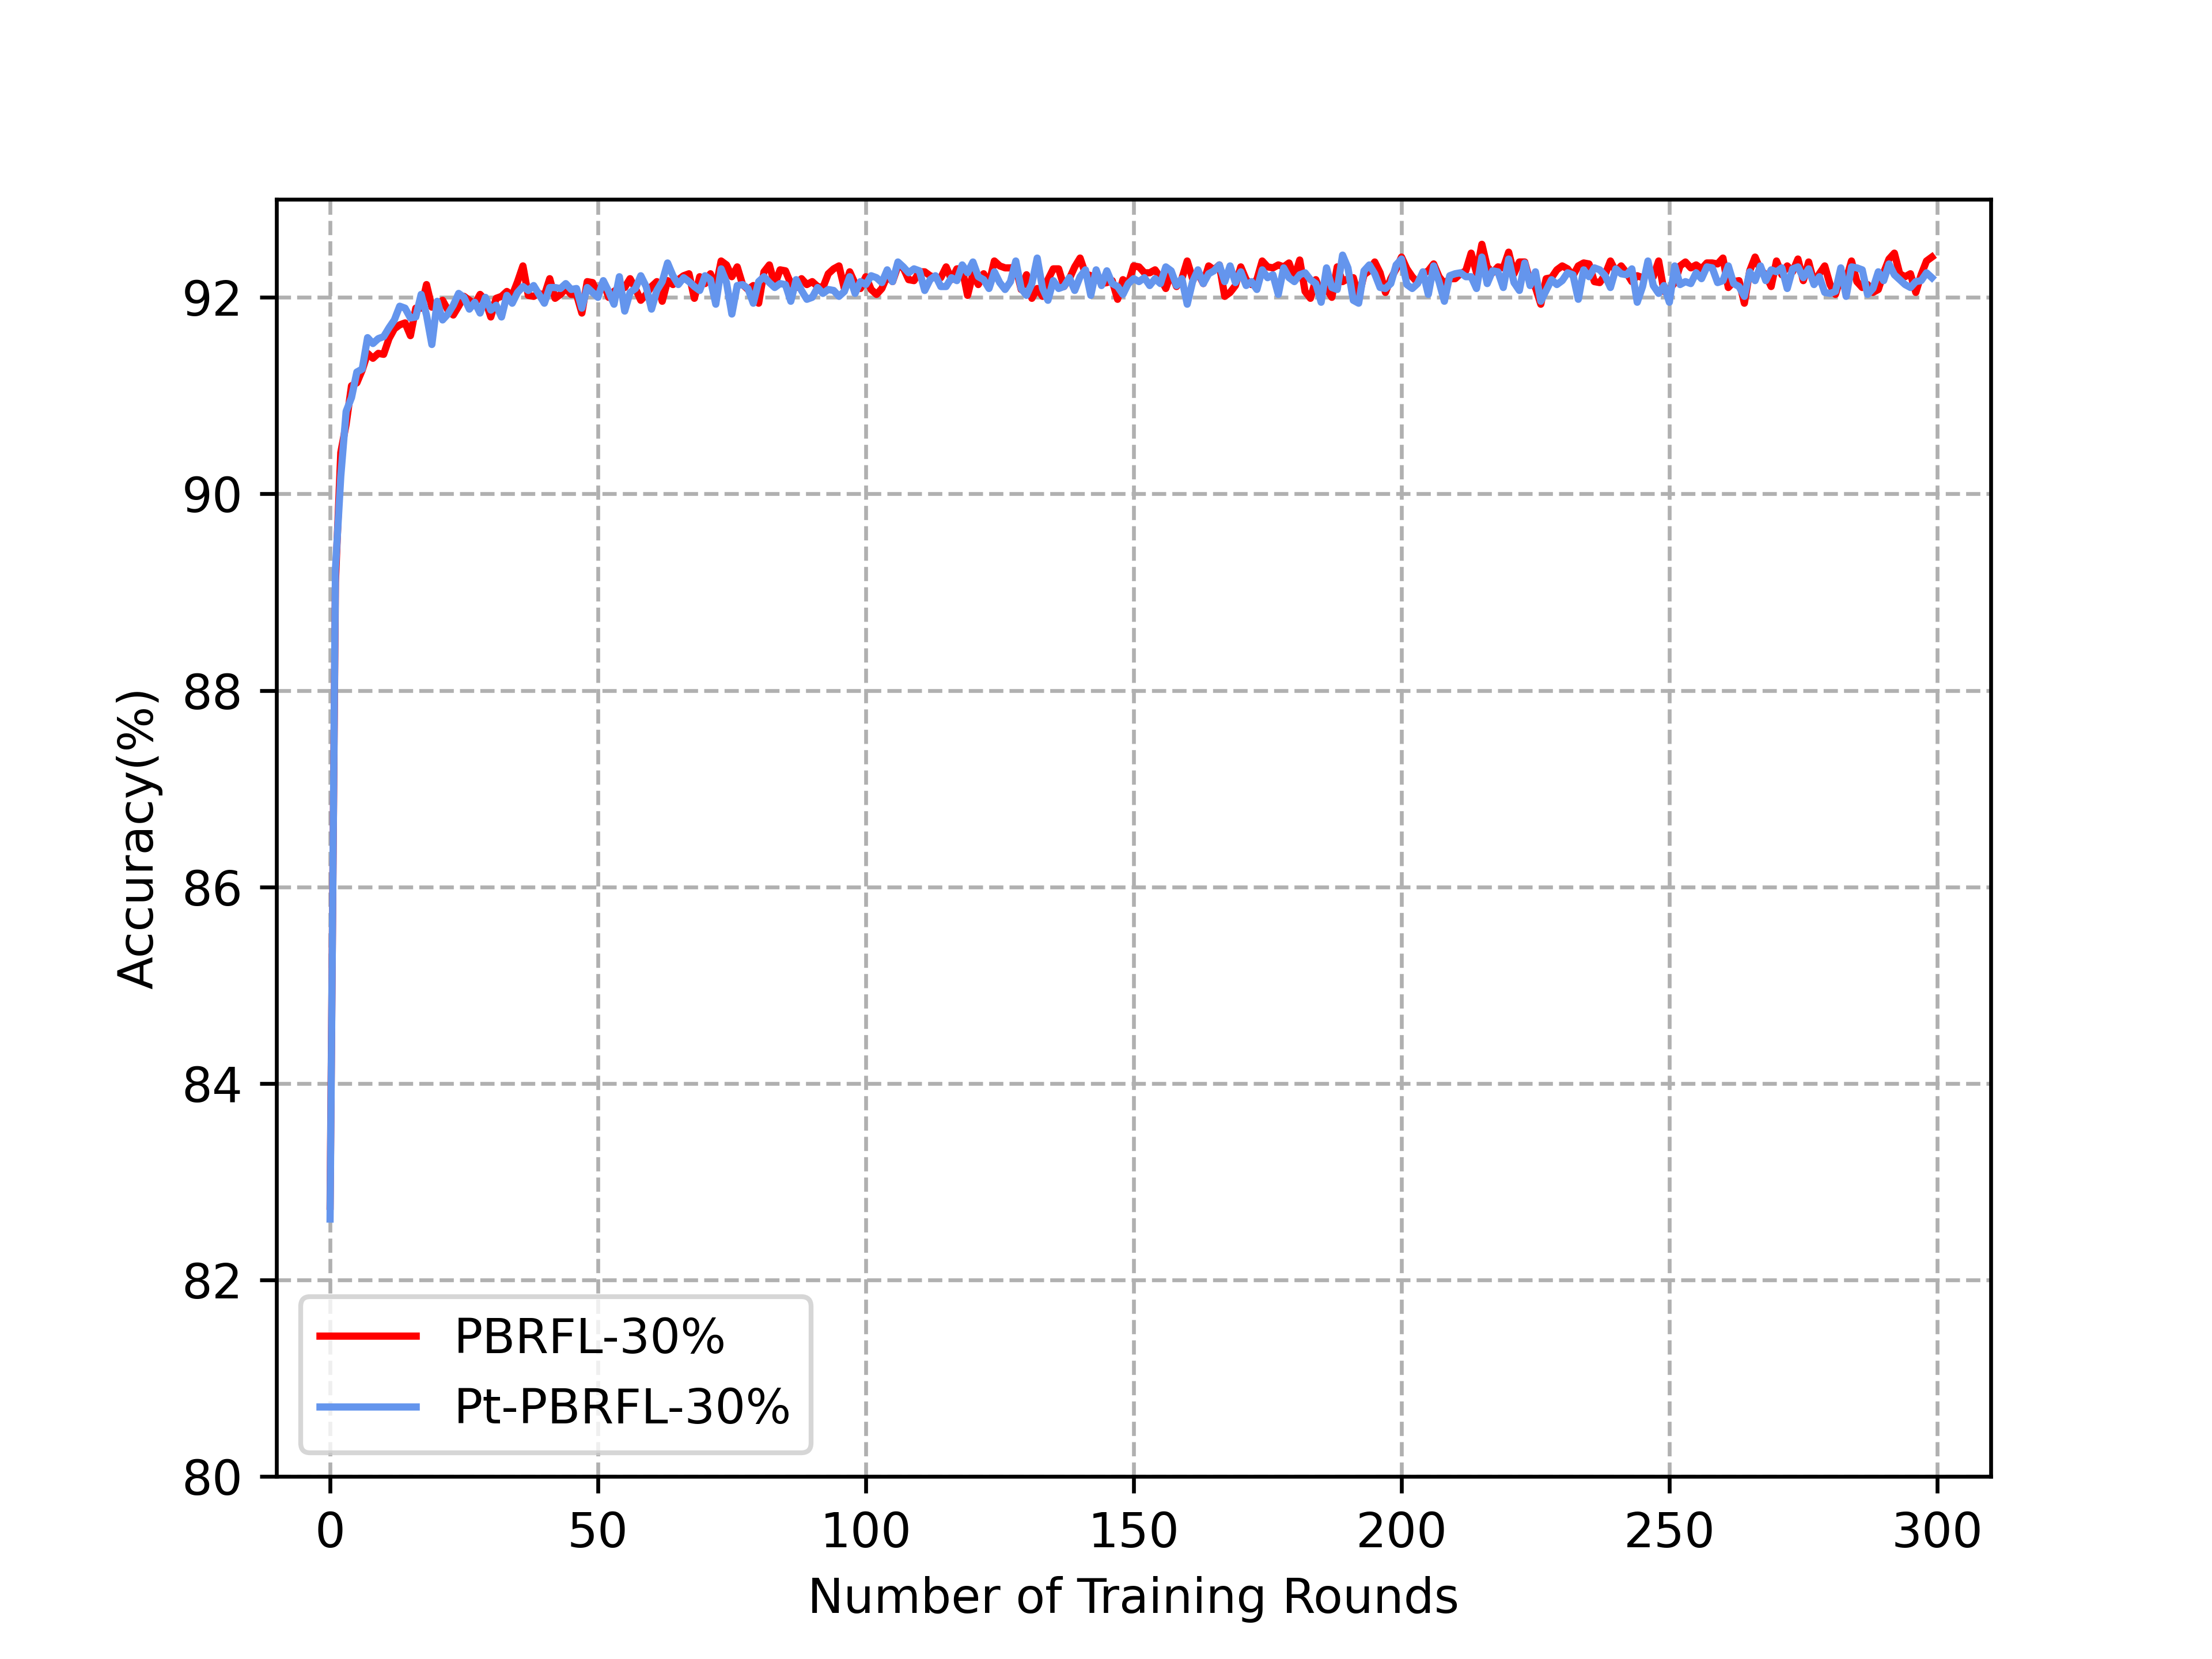 92
90
88
86
84
82
80
Accuracy(%)
PBRFL-30%
Pt-PBRFL-30%
0 50 100 150 200 250 300
Number of Training Rounds